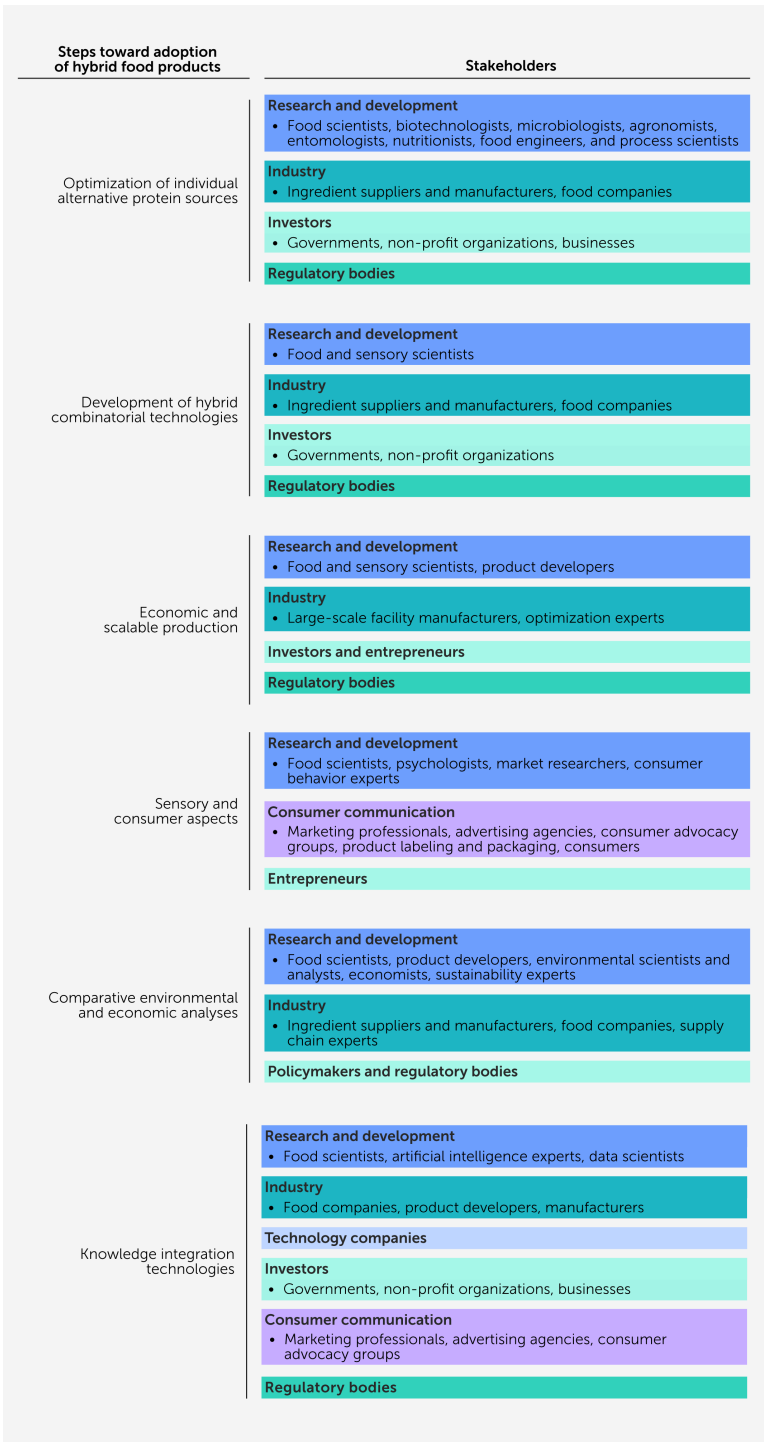 Steps toward adoption
of hybrid food products
Stakeholders
Optimization of individual
alternative protein sources
Research and development
• Food scientists, biotechnologists, microbiologists, agronomists,
entomologists, nutritionists, food engineers, and process scientists
Industry
• Ingredient suppliers and manufacturers, food companies
Investors
• Governments, non-profit organizations, businesses
Regulatory bodies
Development of hybrid
combinatorial technologies
Research and development
• Food and sensory scientists
Industry
• Ingredient suppliers and manufacturers, food companies
Investors
• Governments, non-profit organizations
Regulatory bodies
Economic and
scalable production
Research and development
• Food and sensory scientists, product developers
Industry
• Large-scale facility manufacturers, optimization experts
Investors and entrepreneurs
Regulatory bodies
Sensory and
consumer aspects
Research and development
• Food scientists, psychologists, market researchers, consumer
behavior experts
Consumer communication
• Marketing professionals, advertising agencies, consumer advocacy
groups, product labeling and packaging, consumers
Entrepreneurs
Comparative environmental
and economic analyses
Research and development
• Food scientists, product developers, environmental scientists and
analysts, economists, sustainability experts
Industry
• Ingredient suppliers and manufacturers, food companies, supply
chain experts
Policymakers and regulatory bodies
Knowledge integration
technologies
Research and development
• Food scientists, artificial intelligence experts, data scientists
Industry
• Food companies, product developers, manufacturers
Technology companies
Investors
• Governments, non-profit organizations, businesses
Consumer communication
• Marketing professionals, advertising agencies, consumer
advocacy groups
Regulatory bodies